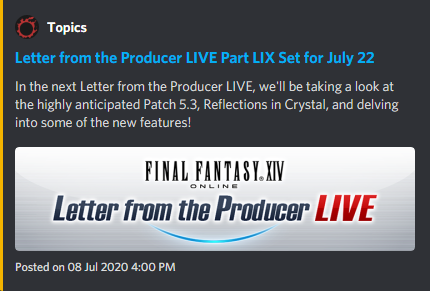 Topics
Letter from the Producer LIVE Part LIX Set for July 22
In the next Letter from the Producer LIVE, we'll be taking a look at
the highly anticipated Patch 5.3, Reflections in Crystal, and delving
into some of the new features!
FINAL FANTASY XIV
ONLINE
Letter from the Producer LIVE
Posted on 08 Jul 2020 4:00 PM